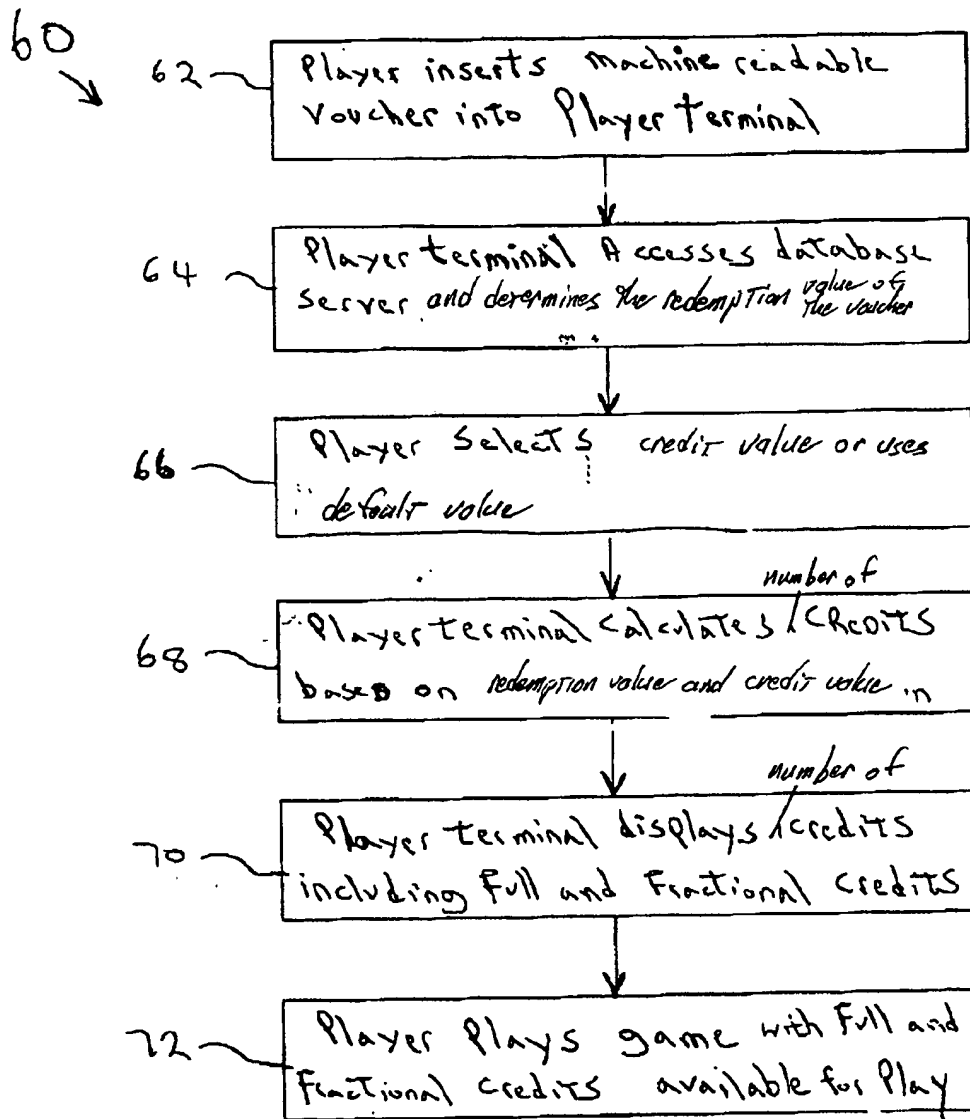 60
62
Player inserts machine readable
voucher into Player terminal
64
Player terminal Accesses database
server and determines the redemption value of
the voucher
66
Player Selects credit value or uses
default value
68
number of
Player terminal Calculates CREDITS
based on redemption value and credit value
70
number of
Player terminal displays credits
including Full and Fractional Credits
72
Player Plays game with Full and
Fractional Credits available for Play